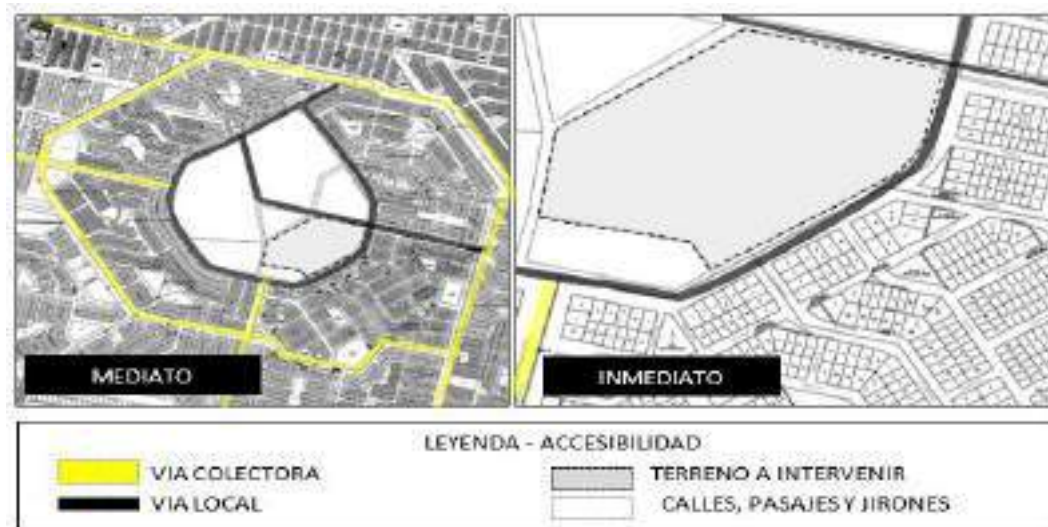 MEDIATO
INMEDIATO
LEYENDA - ACCESIBILIDAD
VIA COLECTORA
TERRENO A INTERVENIR
VIA LOCAL
CALLES, PASAJES Y JIRONES